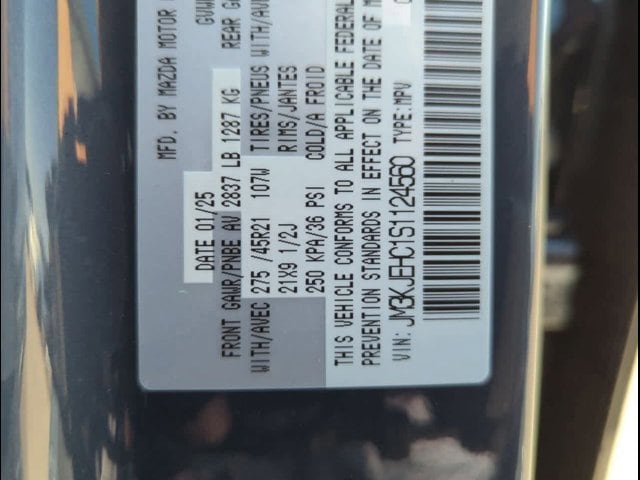 MFD. BY MAZDA MOTOR
DATE 01/25 GVWR
FRONT GAWR/PNBE AV 2837 LB 1287 KG REAR GA
WITH/AVEC 275 /45R21 107W TIRES/PNEUS WITH/AV
21X9 1/2J RIMS/JANTES
250 KPA/36 PSI COLD/A FROID
THIS VEHICLE CONFORMS TO ALL APPLICABLE FEDERAL
PREVENTION STANDARDS IN EFFECT ON THE DATE OF M
VIN: JM3KJEHC1S1124560 TYPE: MPV